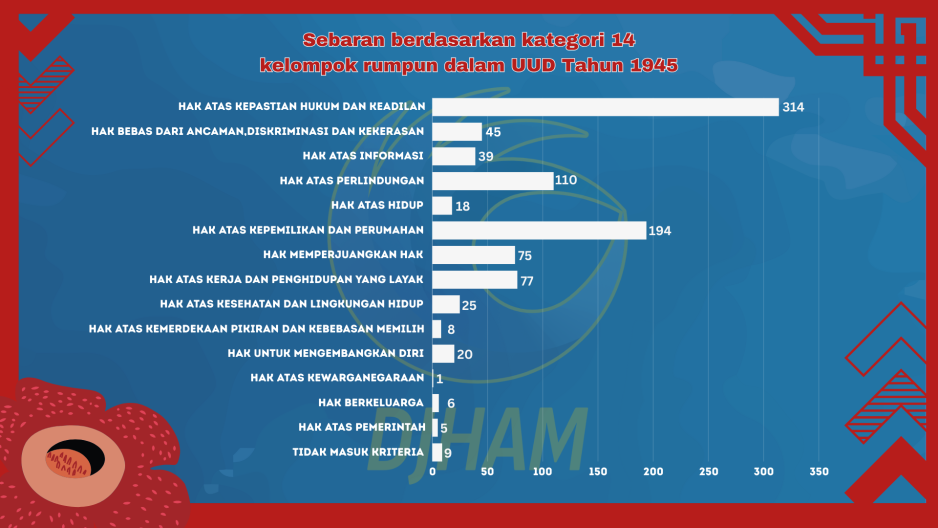 Sebaran berdasarkan kategori 14
kelompok rumpun dalam UUD Tahun 1945
HAK ATAS KEPASTIAN HUKUM DAN KEADILAN 314
HAK BEBAS DARI ANCAMAN,DISKRIMINASI DAN KEKERASAN 45
HAK ATAS INFORMASI 39
HAK ATAS PERLINDUNGAN 110
HAK ATAS HIDUP 18
HAK ATAS KEPEMILIKAN DAN PERUMAHAN 194
HAK MEMPERJUANGKAN HAK 75
HAK ATAS KERJA DAN PENGHIDUPAN YANG LAYAK 77
HAK ATAS KESEHATAN DAN LINGKUNGAN HIDUP 25
HAK ATAS KEMERDEKAAN PIKIRAN DAN KEBEBASAN MEMILIH 8
HAK UNTUK MENGEMBANGKAN DIRI 20
HAK ATAS KEWARGANEGARAAN 1
HAK BERKELUARGA 6
HAK ATAS PEMERINTAH 5
TIDAK MASUK KRITERIA 9
0 50 100 150 200 250 300 350
DJHAM